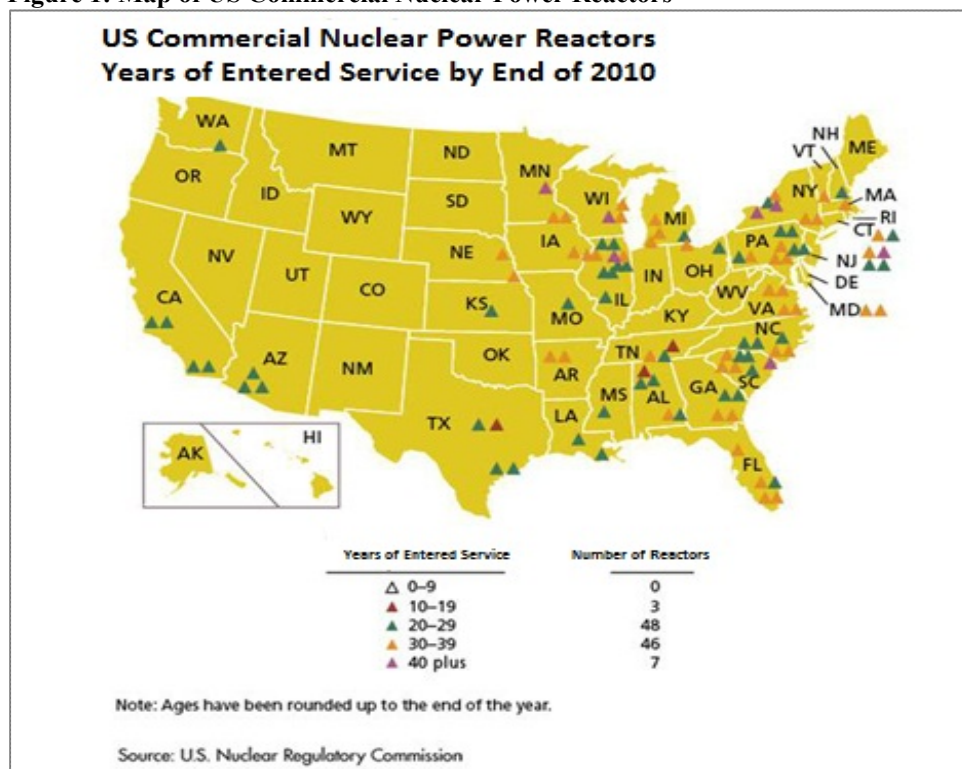 Figure 1: Map of US Commercial Nuclear Power Reactors
US Commercial Nuclear Power Reactors
Years of Entered Service by End of 2010
WA
OR
CA
NV
ID
MT
WY
UT
AZ
CO
NM
ND
SD
NE
KS
OK
TX
MN
IA
MO
AR
LA
WI
IL
MI
IN
OH
KY
TN
MS
AL
GA
FL
SC
NC
VA
WV
PA
NY
VT
NH
ME
MA
RI
CT
NJ
DE
MD
AK
HI
Years of Entered Service Number of Reactors
0–9 0
10–19 3
20–29 48
30–39 46
40 plus 7
Note: Ages have been rounded up to the end of the year.
Source: U.S. Nuclear Regulatory Commission